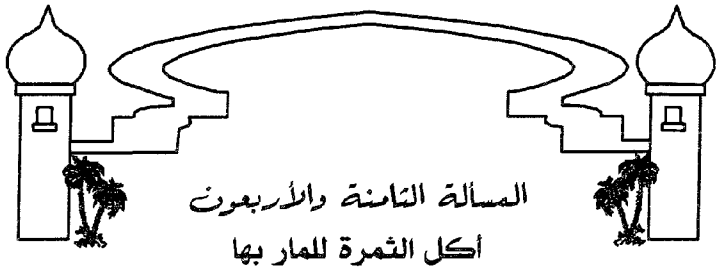 المسألة الثامنة والأربعون
أكل الثمرة للمار بها